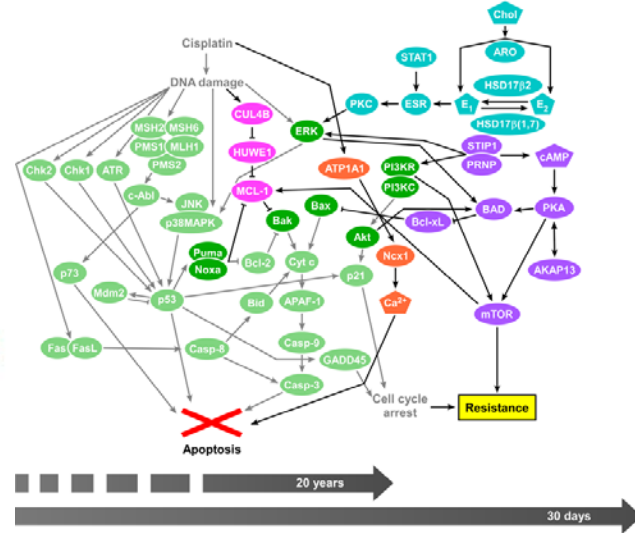 Chol
Cisplatin
STAT1
ARO
DNA damage
HSD17β2
PKC
ESR
E1
E2
CUL4B
HSD17β(1,7)
MSH2
MSH6
ERK
STIP1
PMS1
MLH1
HUWE1
PRNP
cAMP
Chk2
Chk1
ATR
PMS2
ATP1A1
PI3KR
c-Abl
JNK
MCL-1
PI3KC
p38MAPK
Bak
Bax
Bcl-xL
BAD
PKA
Akt
Puma
Noxa
Bcl-2
Cyt c
Ncx1
p73
p21
AKAP13
Mdm2
p53
Bid
APAF-1
Ca2+
mTOR
Fas
FasL
Casp-8
Casp-9
GADD45
Casp-3
Cell cycle
arrest
Resistance
Apoptosis
20 years
30 days